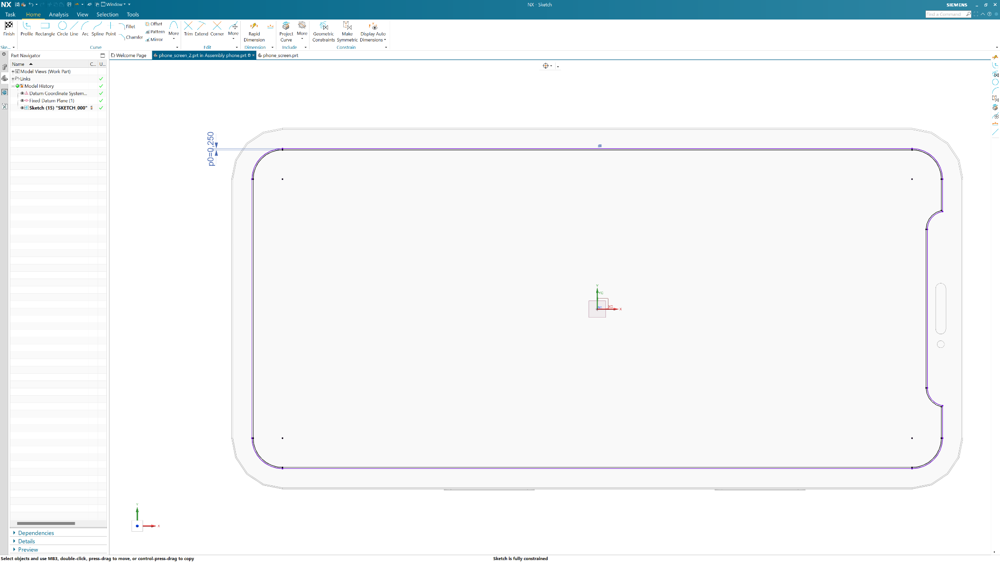 NX Window NX - Sketch SIEMENS
Task Home Analysis View Selection Tools Find a Command
Finish Profile Rectangle Circle Line Arc Spline Point Fillet Chamfer Offset Pattern Mirror More Trim Extend Corner More Rapid Dimension Project Curve More Geometric Constraints Make Symmetric Display Auto Dimensions
Ske... Curve Edit Dimension Include Constrain
Part Navigator Welcome Page phone_screen_2.prt in Assembly phone.prt phone_screen.prt
Name C... U...
Model Views (Work Part)
Links
Model History
Datum Coordinate System...
Fixed Datum Plane (1)
Sketch (15) "SKETCH_000"
p0=0,250
Y
YC
ZC XC X
Y
X
Dependencies
Details
Preview
Select objects and use MB3, double-click, press-drag to move, or control-press-drag to copy Sketch is fully constrained